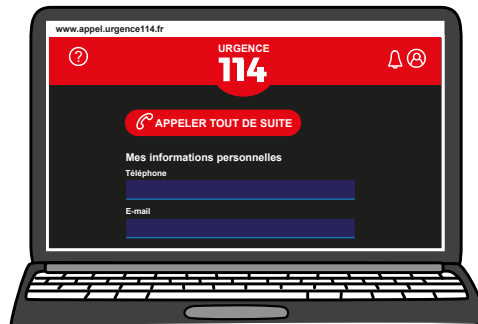 www.appel.urgence114.fr
URGENCE
114
APPELER TOUT DE SUITE
Mes informations personnelles
Téléphone
E-mail